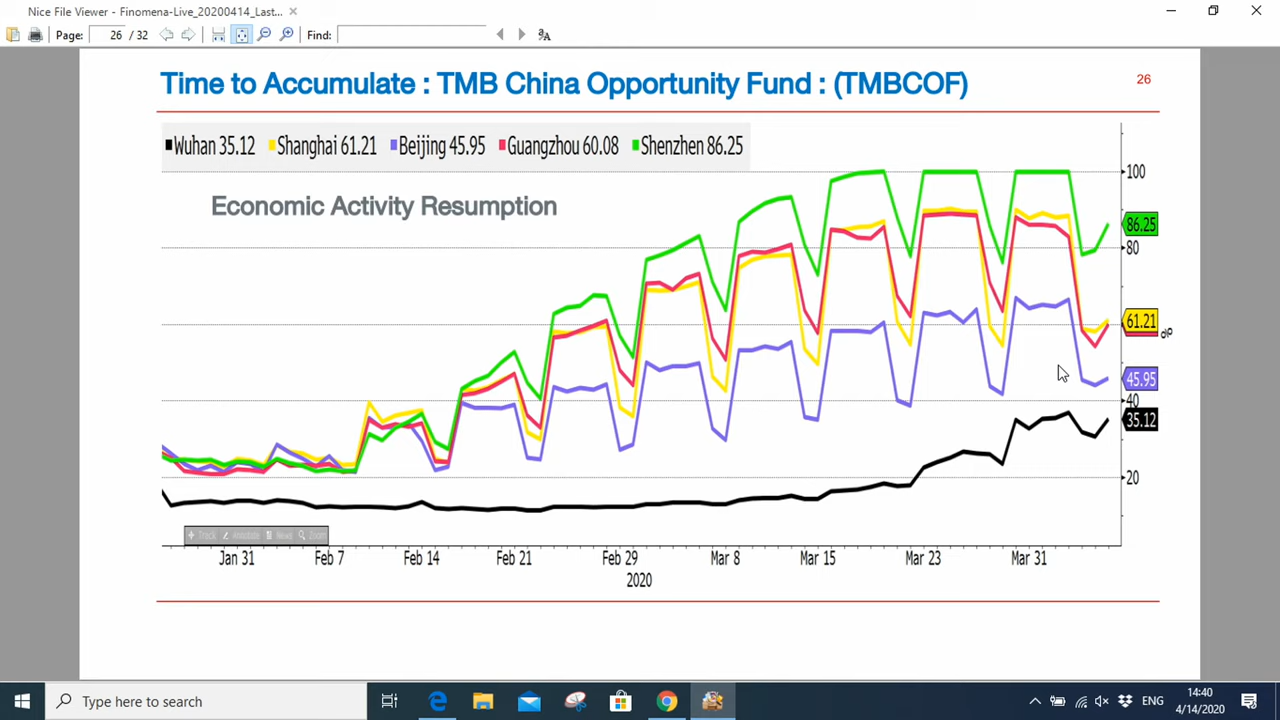 Nice File Viewer - Finomena-Live_20200414_Last...
Page: 26 / 32 Find:
Time to Accumulate : TMB China Opportunity Fund : (TMBCOF)
26
Wuhan 35.12 Shanghai 61.21 Beijing 45.95 Guangzhou 60.08 Shenzhen 86.25
Economic Activity Resumption
100
86.25
80
61.21
45.95
40
35.12
20
Track Annotate News Zoom
Jan 31 Feb 7 Feb 14 Feb 21 Feb 29 Mar 8 Mar 15 Mar 23 Mar 31
2020
Type here to search
ENG
14:40
4/14/2020